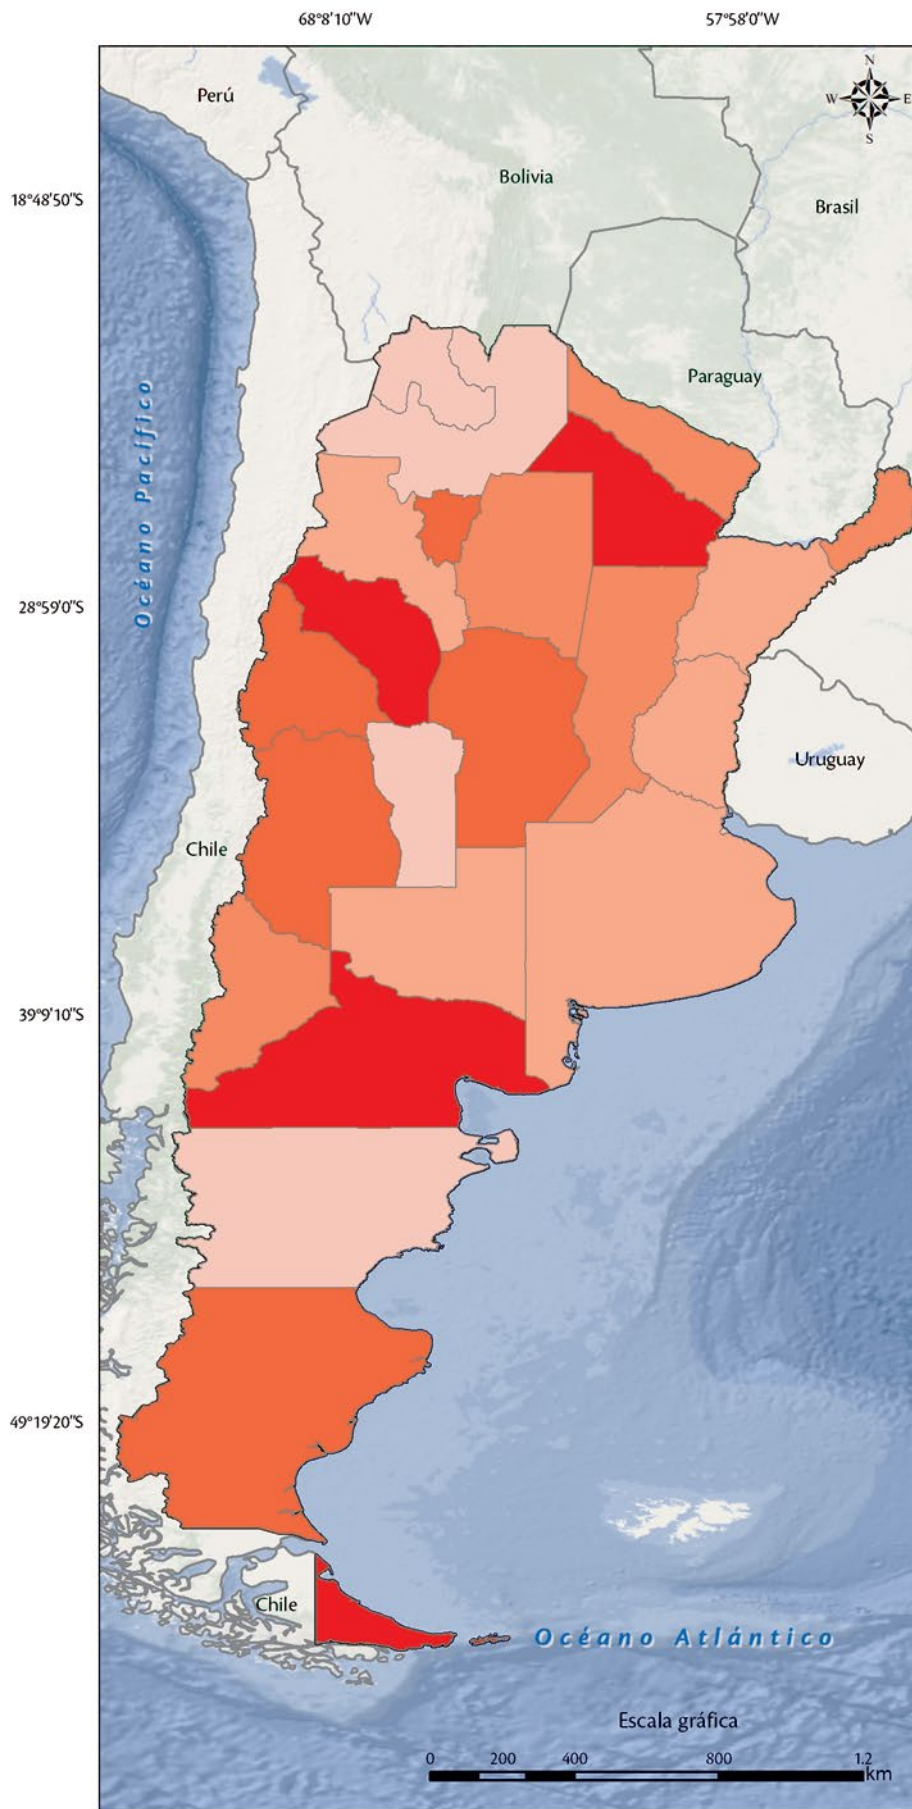 68°8'10"W
57°58'0"W
N
W
E
S
Perú
Bolivia
Brasil
18°48'50"S
Paraguay
Océano Pacífico
28°59'0"S
Uruguay
Chile
39°9'10"S
49°19'20"S
Chile
Océano Atlántico
Escala gráfica
0 200 400 800 1.2
km